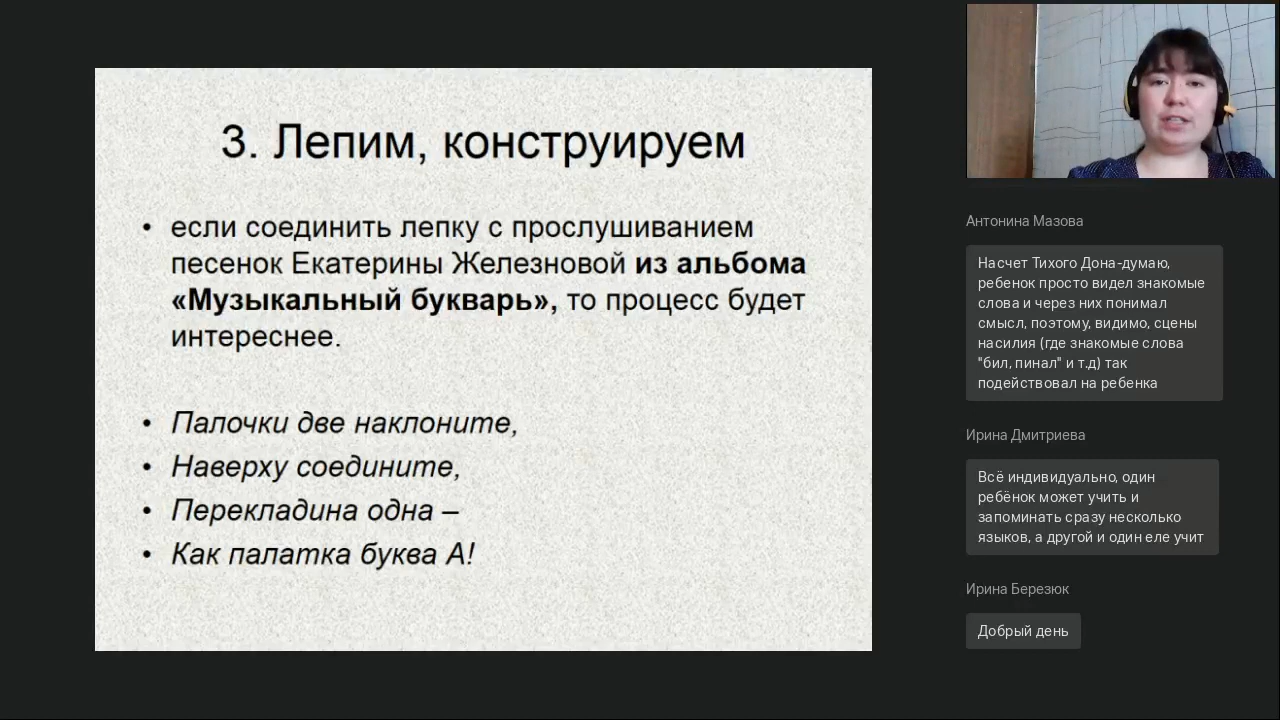 3. Лепим, конструируем
• если соединить лепку с прослушиванием
песенок Екатерины Железновой из альбома
«Музыкальный букварь», то процесс будет
интереснее.
• Палочки две наклоните,
• Наверху соедините,
• Перекладина одна –
• Как палатка буква А!
Антонина Мазова
Насчет Тихого Дона-думаю,
ребенок просто видел знакомые
слова и через них понимал
смысл, поэтому, видимо, сцены
насилия (где знакомые слова
"бил, пинал" и т.д) так
подействовал на ребенка
Ирина Дмитриева
Всё индивидуально, один
ребёнок может учить и
запоминать сразу несколько
языков, а другой и один еле учит
Ирина Березюк
Добрый день